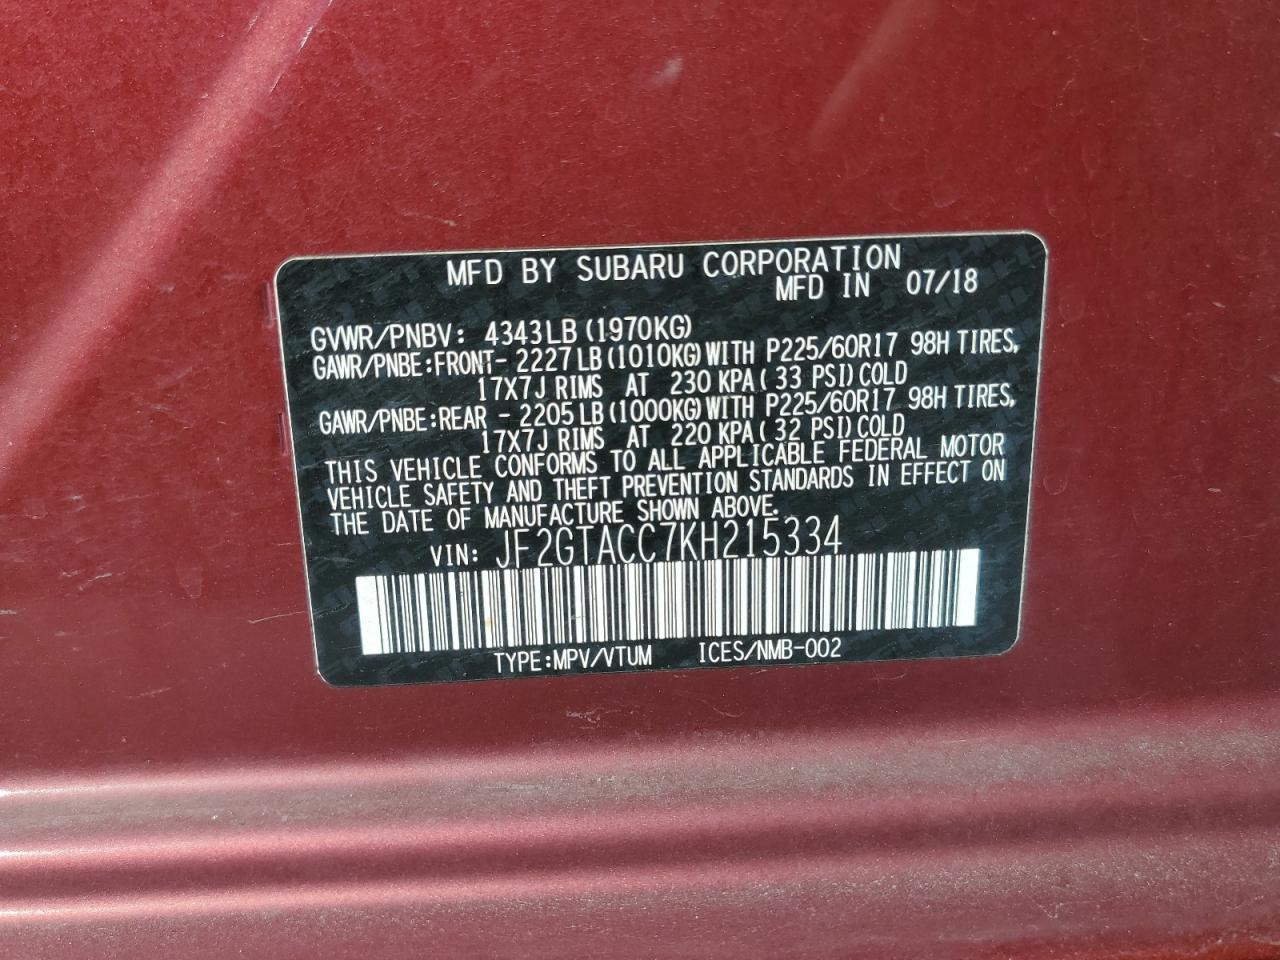 MFD BY SUBARU CORPORATION
MFD IN 07/18
GVWR/PNBV: 4343LB(1970KG)
GAWR/PNBE:FRONT- 2227LB(1010KG)WITH P225/60R17 98H TIRES,
17X7J RIMS AT 230 KPA( 33 PSI)COLD
GAWR/PNBE:REAR - 2205LB(1000KG)WITH P225/60R17 98H TIRES,
17X7J RIMS AT 220 KPA( 32 PSI)COLD
THIS VEHICLE CONFORMS TO ALL APPLICABLE FEDERAL MOTOR
VEHICLE SAFETY AND THEFT PREVENTION STANDARDS IN EFFECT ON
THE DATE OF MANUFACTURE SHOWN ABOVE.
VIN: JF2GTACC7KH215334
TYPE:MPV/VTUM ICES/NMB-002